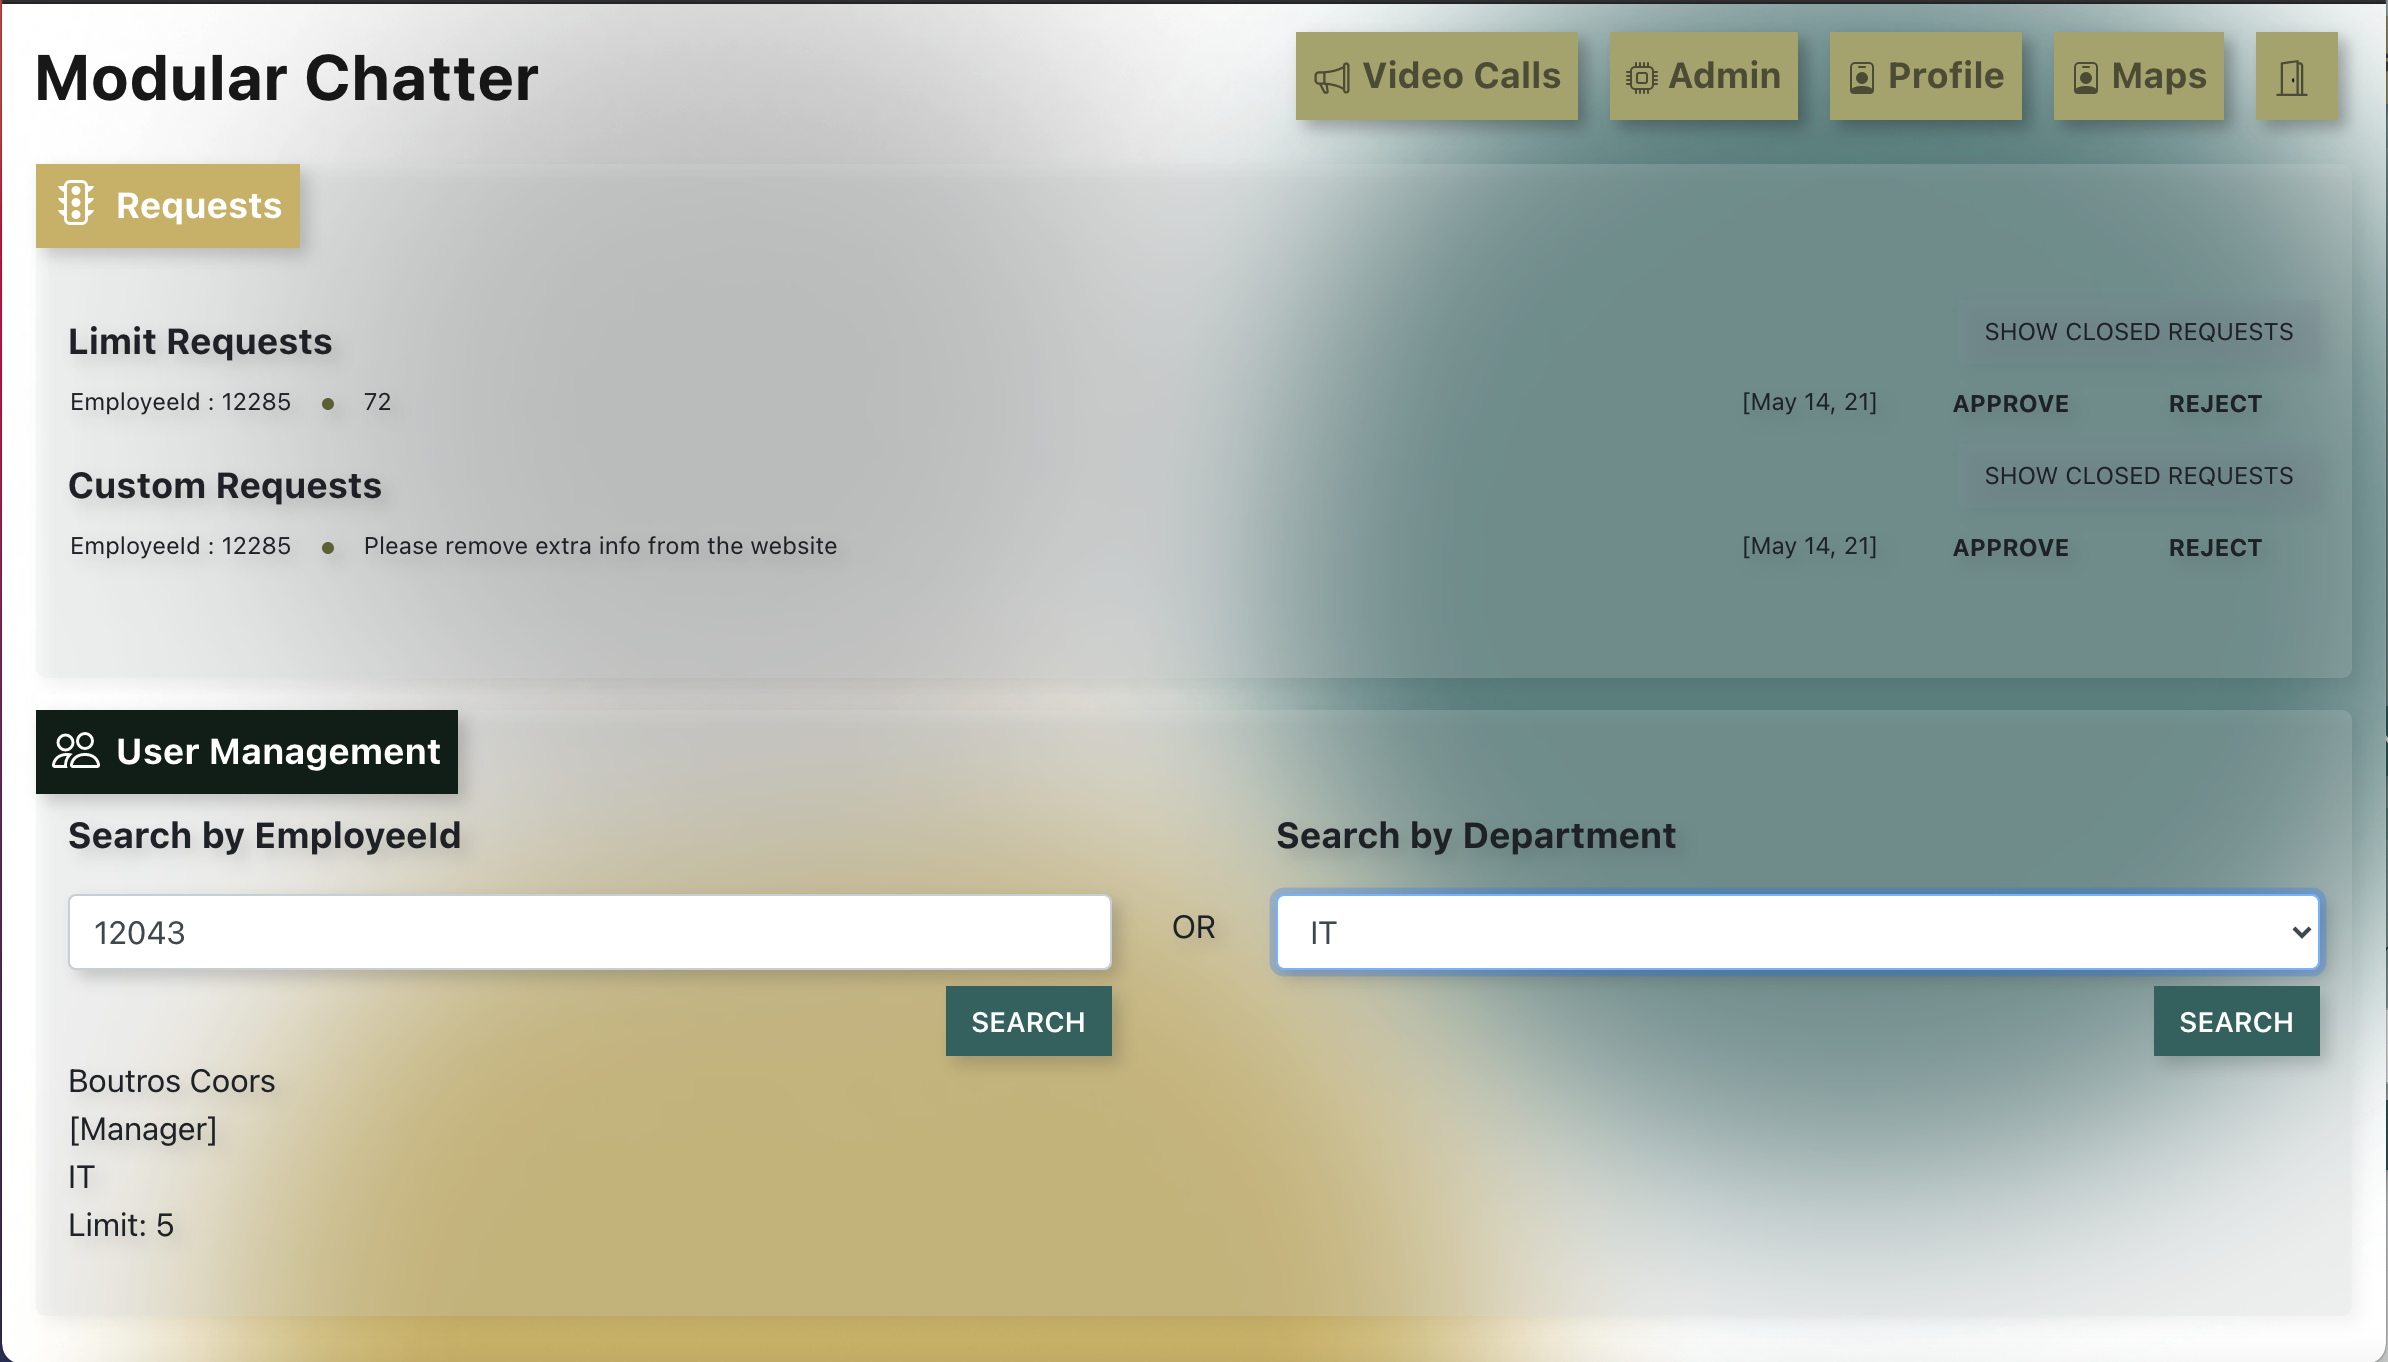 Modular Chatter
Video Calls
Admin
Profile
Maps
Requests
Limit Requests
SHOW CLOSED REQUESTS
EmployeeId : 12285 • 72 [May 14, 21] APPROVE REJECT
Custom Requests
SHOW CLOSED REQUESTS
EmployeeId : 12285 • Please remove extra info from the website [May 14, 21] APPROVE REJECT
User Management
Search by EmployeeId
12043
SEARCH
OR
Search by Department
IT
SEARCH
Boutros Coors
[Manager]
IT
Limit: 5